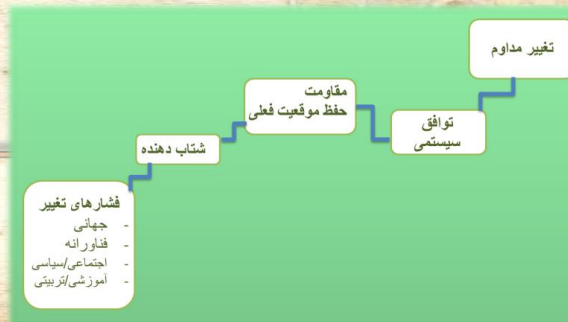 تغییر مداوم
مقاومت
حفظ موقعیت فعلی
توافق
سیستمی
شتاب دهنده
فشارهای تغییر
- جهانی
- فناورانه
- اجتماعی/سیاسی
- آموزشی/تربیتی